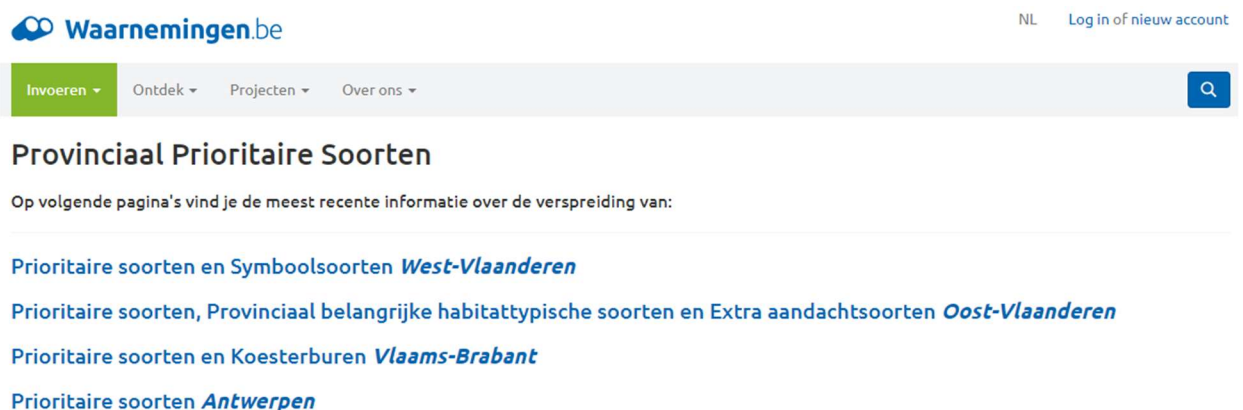 Waarnemingen.be
NL Log in of nieuw account
Invoeren Ontdek Projecten Over ons
Provinciaal Prioritaire Soorten
Op volgende pagina's vind je de meest recente informatie over de verspreiding van:
Prioritaire soorten en Symboolsoorten West-Vlaanderen
Prioritaire soorten, Provinciaal belangrijke habitattypische soorten en Extra aandachtsoorten Oost-Vlaanderen
Prioritaire soorten en Koesterburen Vlaams-Brabant
Prioritaire soorten Antwerpen